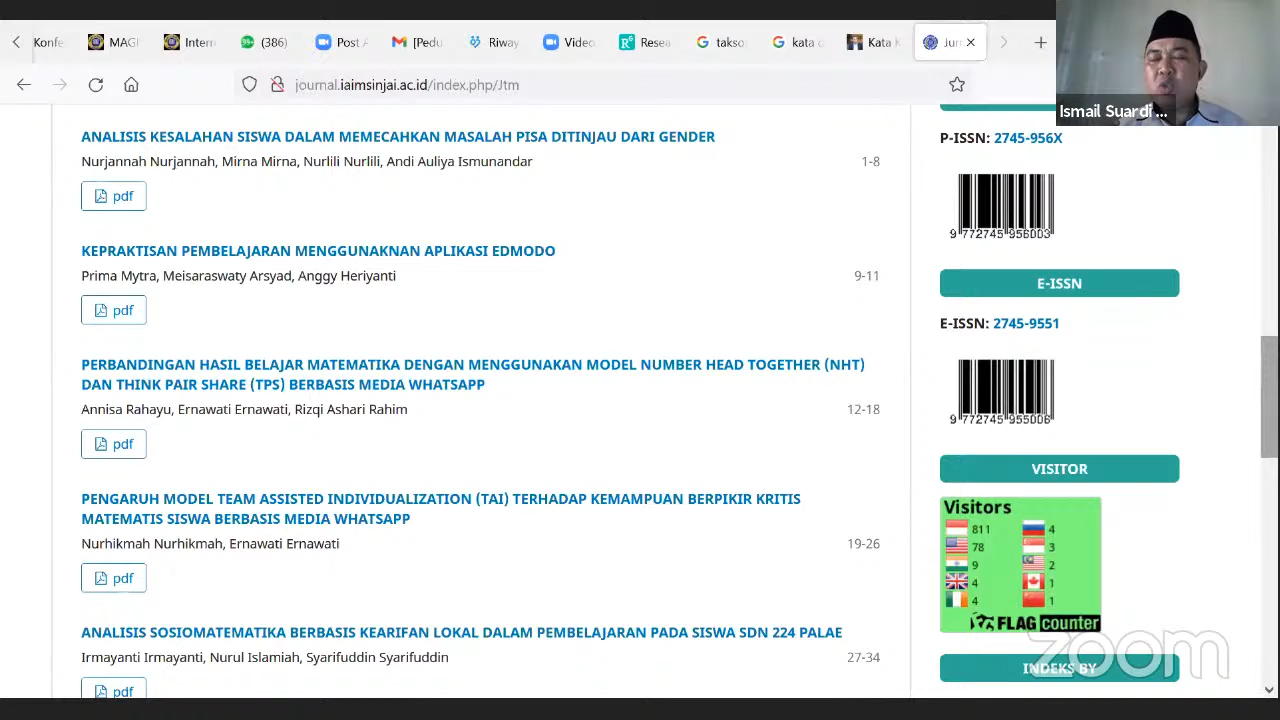 Konfe
MAG
Intern
99+
(386)
Post A
[Pedu
Riway
Video
Resea
takso
kata
Kata K
Jur
journal.iaimsinjai.ac.id/index.php/Jtm
Ismail Suardi ...
ANALISIS KESALAHAN SISWA DALAM MEMECAHKAN MASALAH PISA DITINJAU DARI GENDER
Nurjannah Nurjannah, Mirna Mirna, Nurlili Nurlili, Andi Auliya Ismunandar
1-8
pdf
KEPRAKTISAN PEMBELAJARAN MENGGUNAKNAN APLIKASI EDMODO
Prima Mytra, Meisaraswaty Arsyad, Anggy Heriyanti
9-11
pdf
PERBANDINGAN HASIL BELAJAR MATEMATIKA DENGAN MENGGUNAKAN MODEL NUMBER HEAD TOGETHER (NHT)
DAN THINK PAIR SHARE (TPS) BERBASIS MEDIA WHATSAPP
Annisa Rahayu, Ernawati Ernawati, Rizqi Ashari Rahim
12-18
pdf
PENGARUH MODEL TEAM ASSISTED INDIVIDUALIZATION (TAI) TERHADAP KEMAMPUAN BERPIKIR KRITIS
MATEMATIS SISWA BERBASIS MEDIA WHATSAPP
Nurhikmah Nurhikmah, Ernawati Ernawati
19-26
pdf
ANALISIS SOSIOMATEMATIKA BERBASIS KEARIFAN LOKAL DALAM PEMBELAJARAN PADA SISWA SDN 224 PALAE
Irmayanti Irmayanti, Nurul Islamiah, Syarifuddin Syarifuddin
27-34
pdf
P-ISSN: 2745-956X
9 772745 956003
E-ISSN
E-ISSN: 2745-9551
9 772745 955006
VISITOR
Visitors
811 4
78 3
9 2
4 1
4 1
FLAG counter
INDEKS BY
zoom